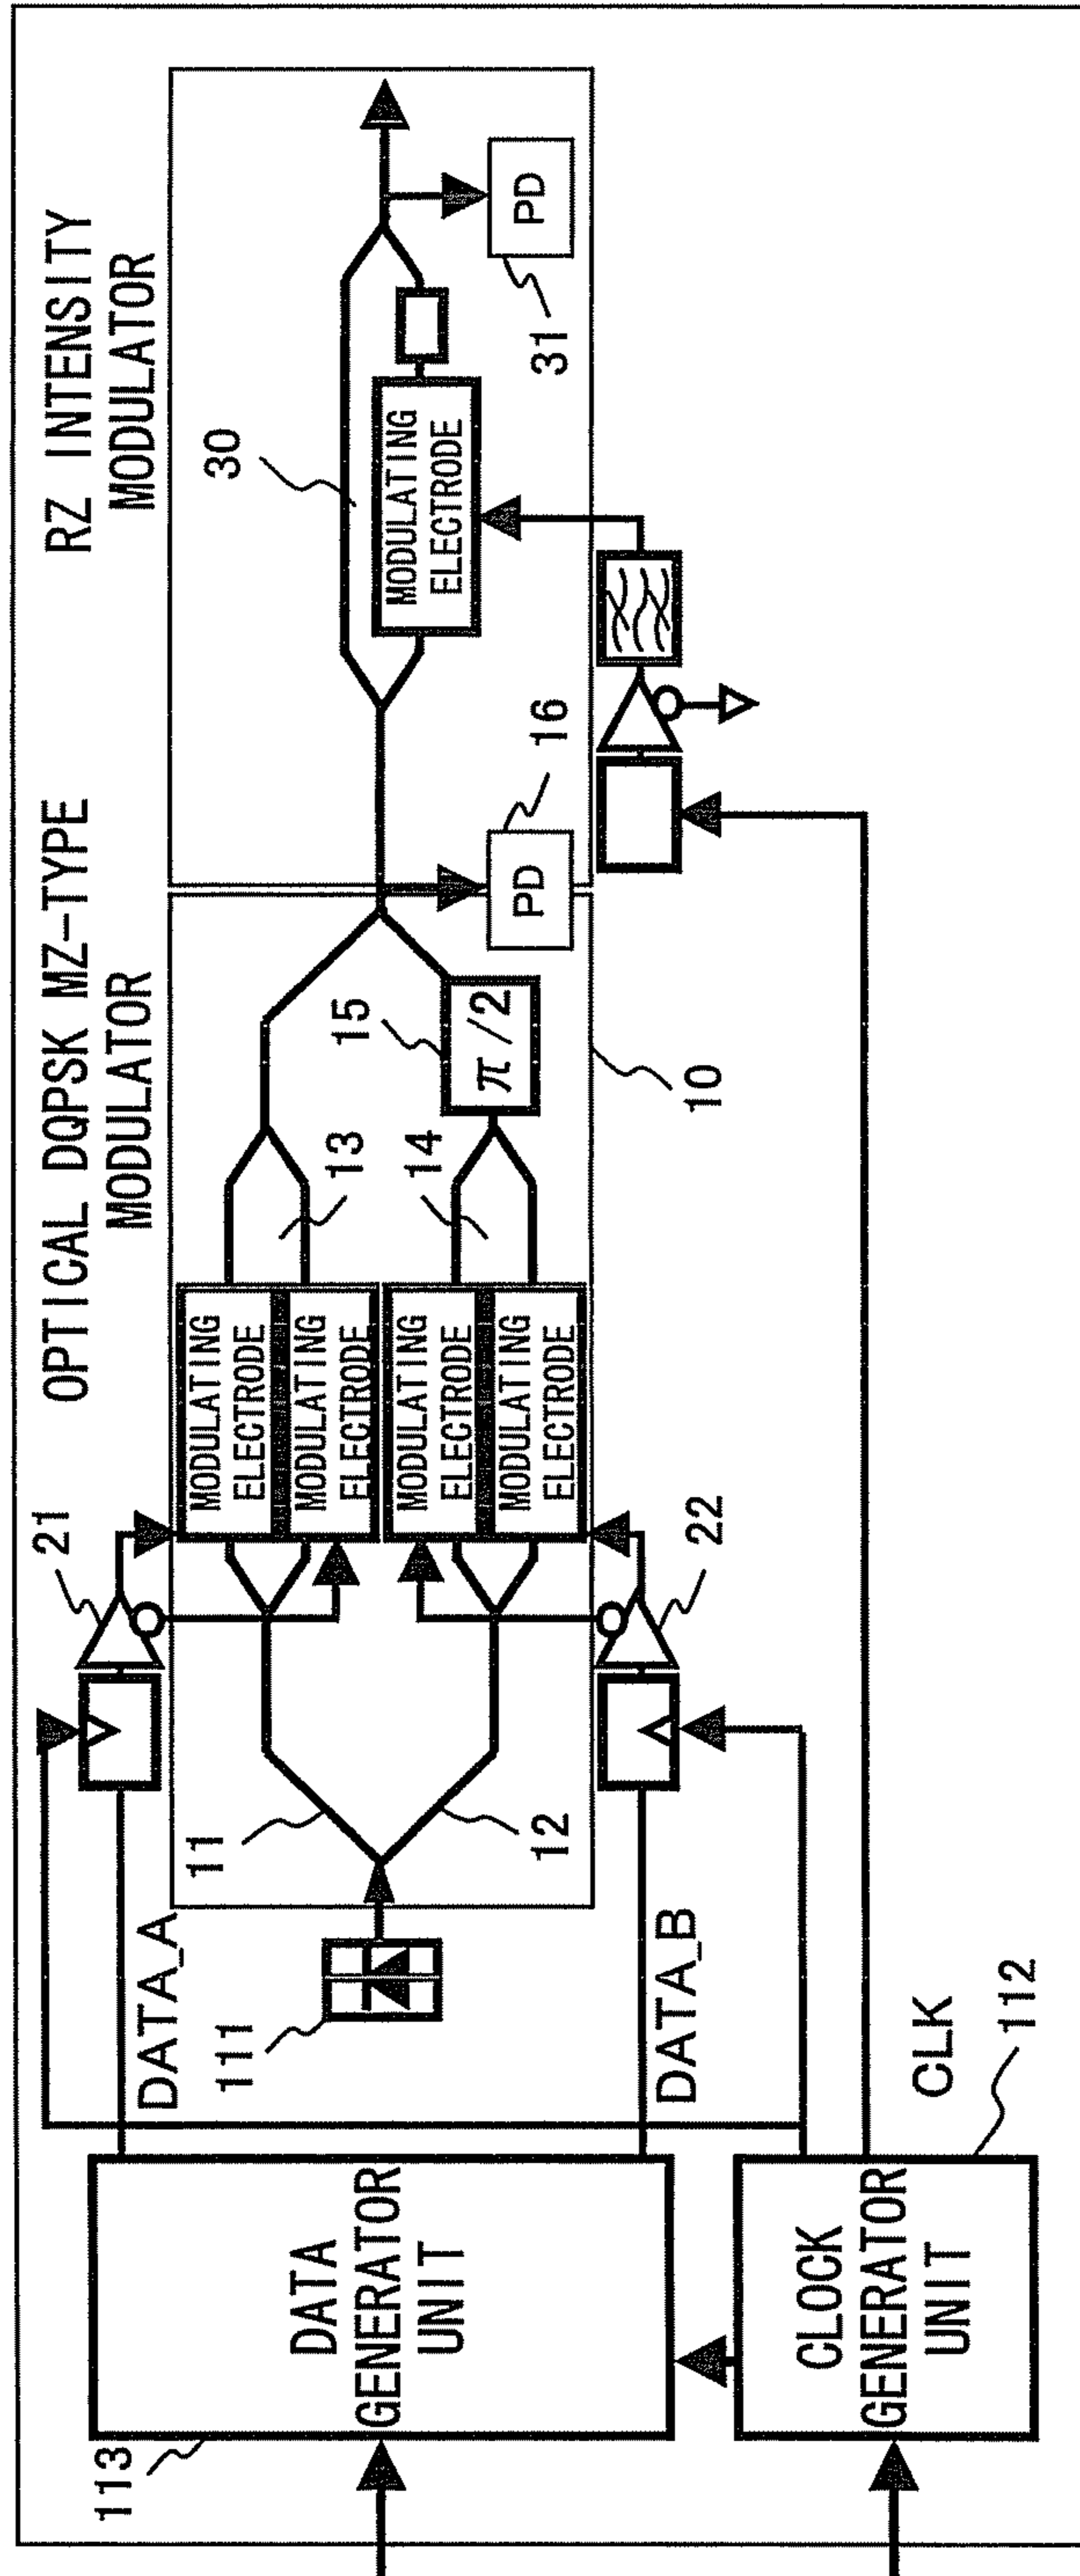 OPTICAL DQPSK MZ-TYPE
MODULATOR
RZ INTENSITY
MODULATOR
113
DATA
GENERATOR
UNIT
CLOCK
GENERATOR
UNIT
112
CLK
DATA_A
DATA_B
111
11
12
21
22
MODULATING
ELECTRODE
MODULATING
ELECTRODE
MODULATING
ELECTRODE
MODULATING
ELECTRODE
13
14
15
π/2
10
PD
16
30
MODULATING
ELECTRODE
PD
31